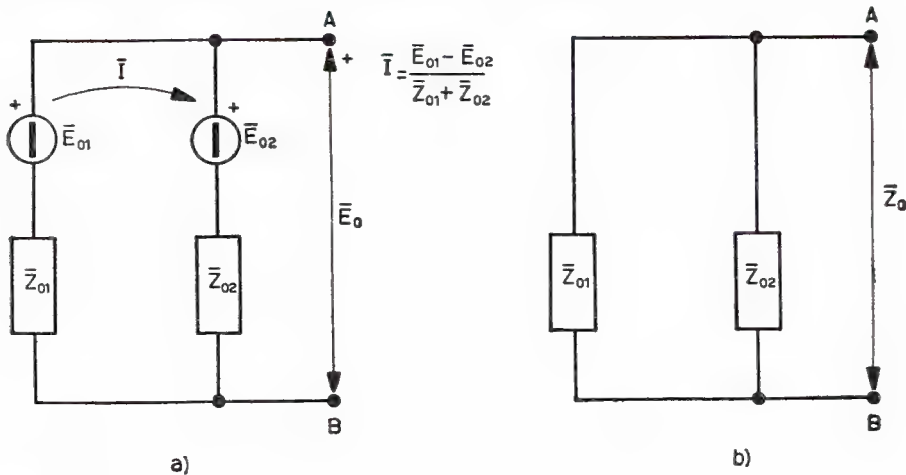 A
+
Ī = Ē01 − Ē02 / Z̄01 + Z̄02
Ī
+
Ē01
+
Ē02
Ē0
Z̄01
Z̄02
B
a)
A
Z̄0
Z̄01
Z̄02
B
b)